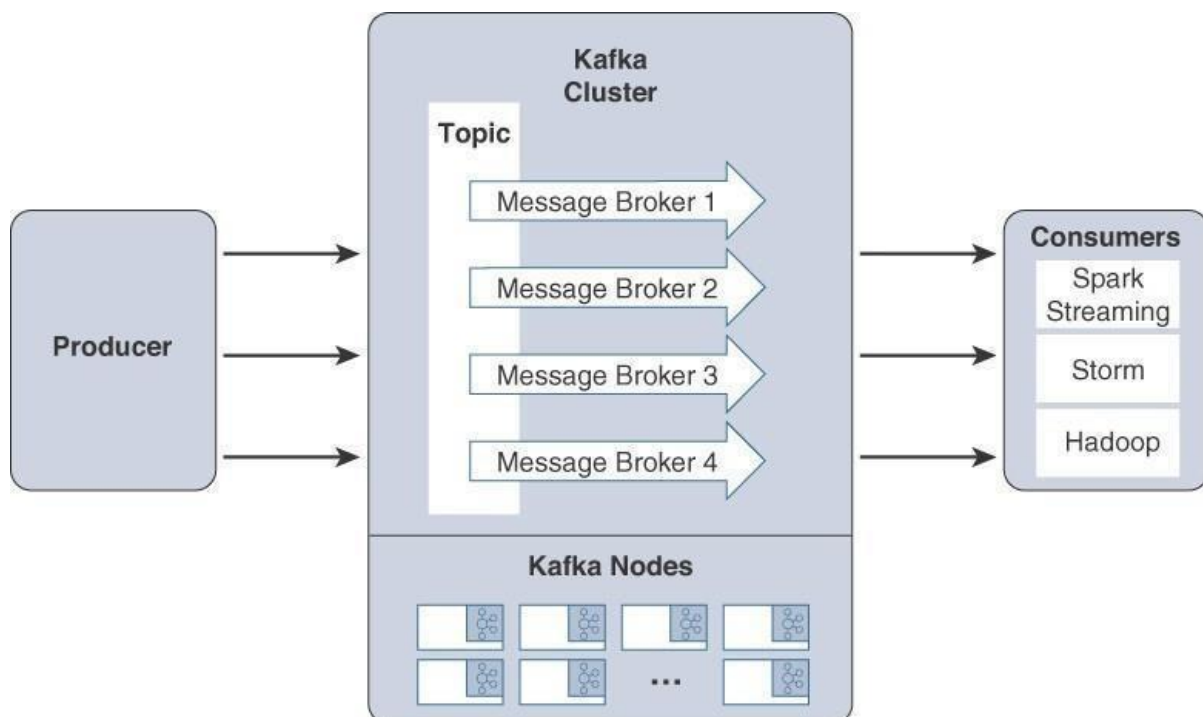 Kafka
Cluster
Topic
Message Broker 1
Message Broker 2
Message Broker 3
Message Broker 4
Producer
Consumers
Spark
Streaming
Storm
Hadoop
Kafka Nodes
...